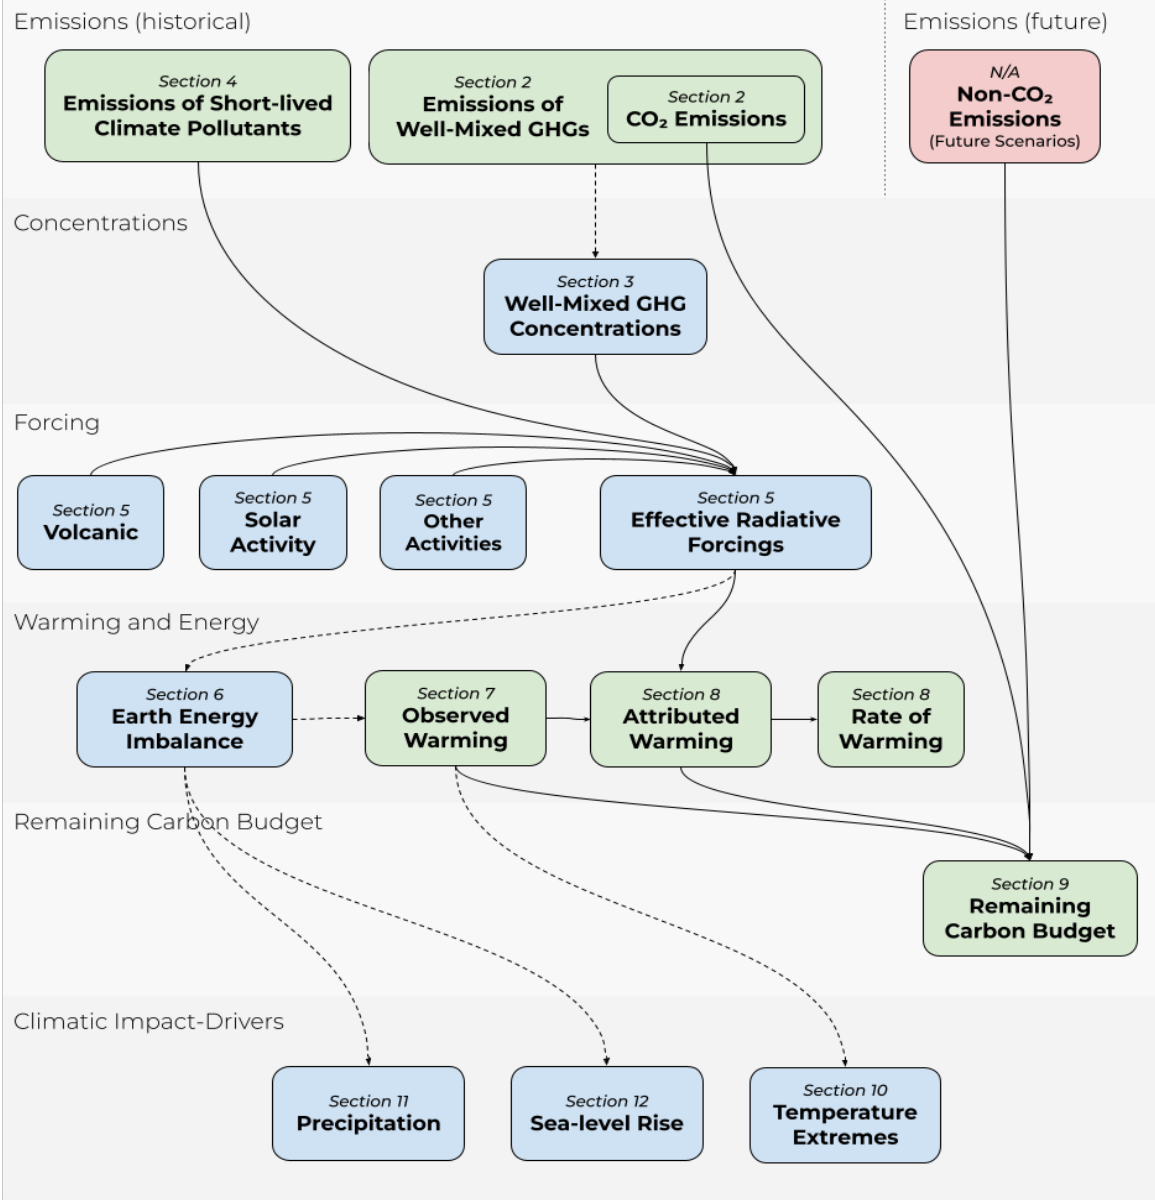 Emissions (historical)
Emissions (future)
Section 4
Emissions of Short-lived
Climate Pollutants
Section 2
Emissions of
Well-Mixed GHGs
Section 2
CO₂ Emissions
N/A
Non-CO₂
Emissions
(Future Scenarios)
Concentrations
Section 3
Well-Mixed GHG
Concentrations
Forcing
Section 5
Volcanic
Section 5
Solar
Activity
Section 5
Other
Activities
Section 5
Effective Radiative
Forcings
Warming and Energy
Section 6
Earth Energy
Imbalance
Section 7
Observed
Warming
Section 8
Attributed
Warming
Section 8
Rate of
Warming
Remaining Carbon Budget
Section 9
Remaining
Carbon Budget
Climatic Impact-Drivers
Section 11
Precipitation
Section 12
Sea-level Rise
Section 10
Temperature
Extremes